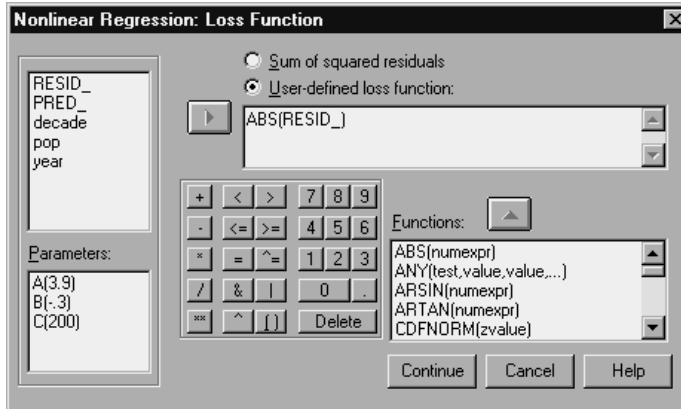 Nonlinear Regression: Loss Function
Sum of squared residuals
User-defined loss function:
ABS(RESID_)
RESID_
PRED_
decade
pop
year
Parameters:
A(3.9)
B(-.3)
C(200)
+ < > 7 8 9
- <= >= 4 5 6
* = ^= 1 2 3
/ & | 0 .
** ^ () Delete
Functions:
ABS(numexpr)
ANY(test,value,value,...)
ARSIN(numexpr)
ARTAN(numexpr)
CDFNORM(zvalue)
Continue Cancel Help